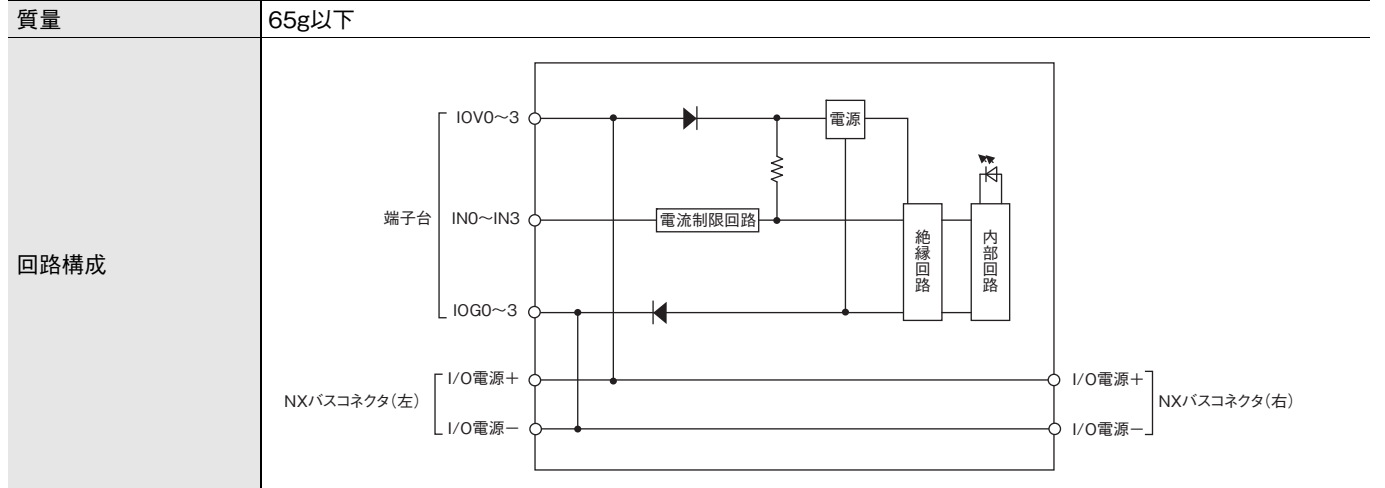 質量
65g以下
回路構成
端子台
IOV0～3
IN0～IN3
IOG0～3
電流制限回路
電源
絶縁回路
内部回路
NXバスコネクタ（左）
I/O電源＋
I/O電源－
I/O電源＋
I/O電源－
NXバスコネクタ（右）